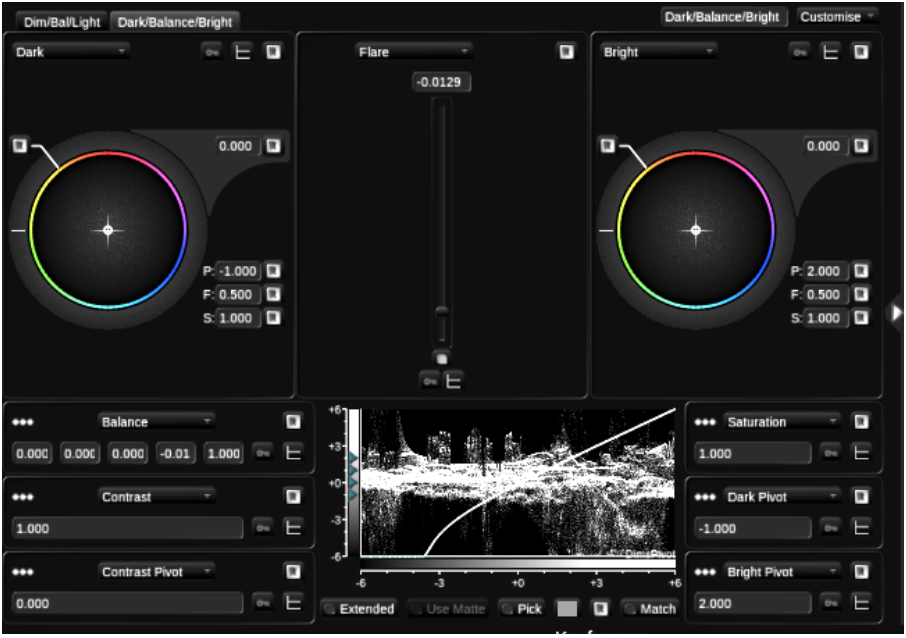 Dim/Bal/Light
Dark/Balance/Bright
Dark/Balance/Bright
Customise
Dark
Flare
Bright
-0.0129
0.000
0.000
P: -1.000
F: 0.500
S: 1.000
P: 2.000
F: 0.500
S: 1.000
Balance
0.000 0.000 0.000 -0.01 1.000
Contrast
1.000
Contrast Pivot
0.000
+6
+3
+0
-3
-6
-6 -3 +0 +3 +6
Extended
Use Matte
Pick
Match
Saturation
1.000
Dark Pivot
-1.000
Bright Pivot
2.000